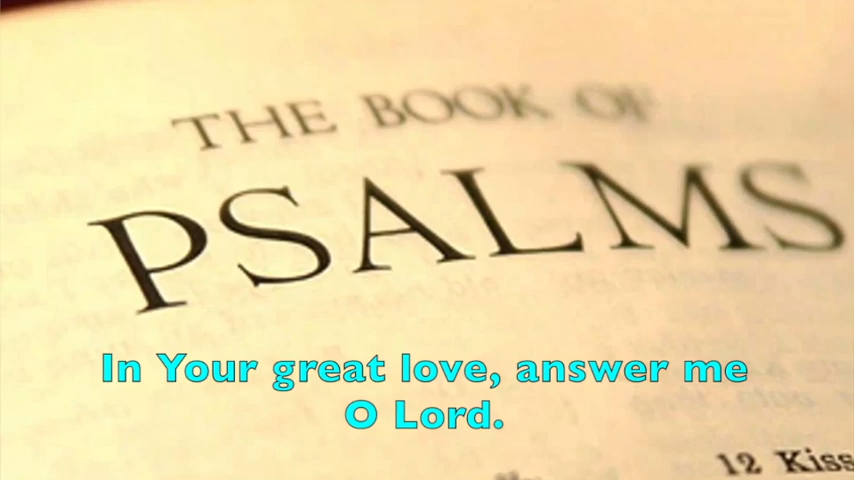 THE BOOK OF
PSALMS
In Your great love, answer me
O Lord.
12 Kiss